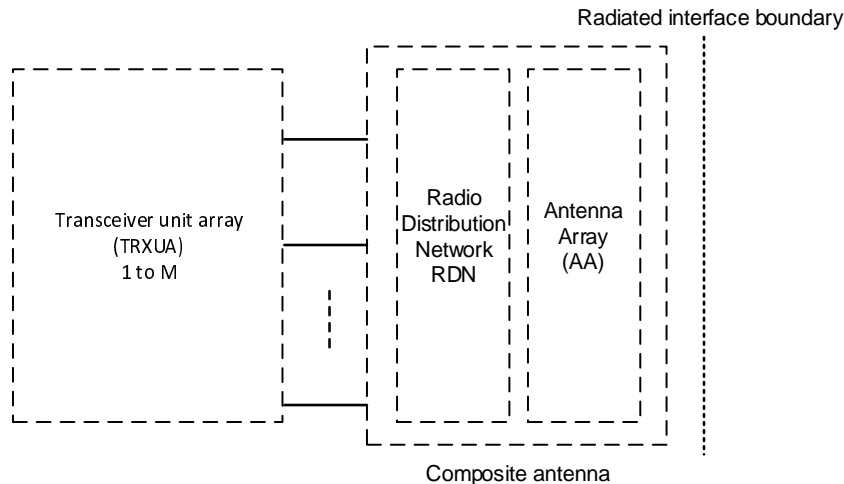 Radiated interface boundary
Transceiver unit array
(TRXUA)
1 to M
Radio
Distribution
Network
RDN
Antenna
Array
(AA)
Composite antenna